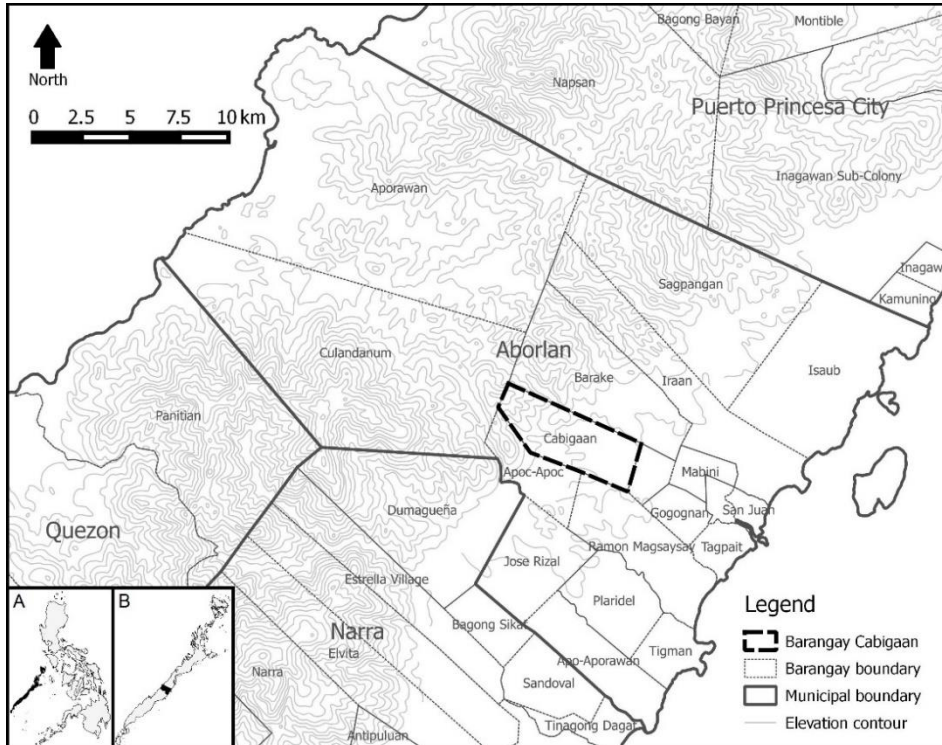 Bagong Bayan
Montible
North
Napsan
0 2.5 5 7.5 10 km
Puerto Princesa City
Aporawan
Inagawan Sub-Colony
Sagpangan
Inagaw
Kamuning
Culandanum
Aborlan
Isaub
Barake
Iraan
Panitian
Cabigaan
Apoc-Apoc
Mabini
Dumagueña
Gogognan
San Juan
Quezon
Ramon Magsaysay
Tagpait
Jose Rizal
Estrella Village
A
B
Plaridel
Legend
Bagong Sikat
Narra
Barangay Cabigaan
Elvita
Tigman
Apo-Aporawan
Barangay boundary
Narra
Sandoval
Municipal boundary
Tinagong Dagat
Elevation contour
Antipuluan